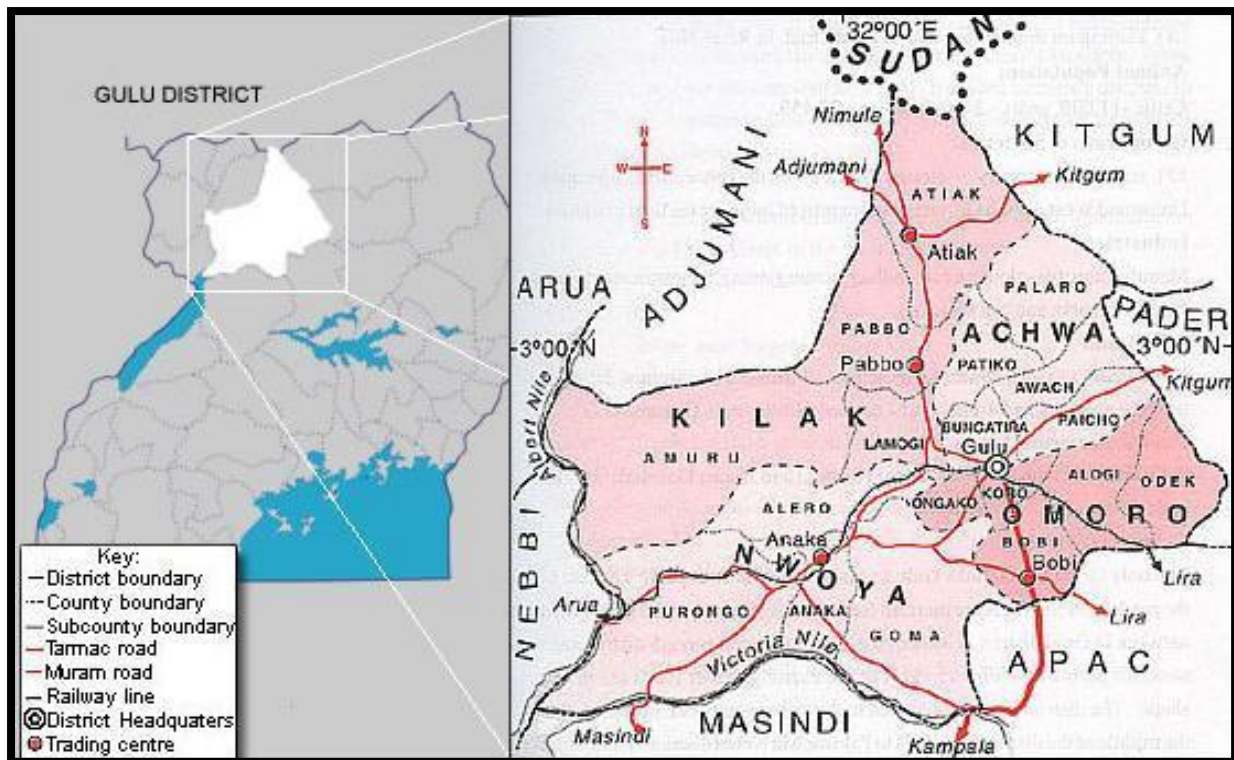 GULU DISTRICT
Key:
District boundary
County boundary
Subcounty boundary
Tarmac road
Muram road
Railway line
District Headquaters
Trading centre
32°00'E
SUDAN
Nimule
KITGUM
Adjumani
Kitgum
ATIAK
Atiak
ADJUMANI
ARUA
PALARO
PADER
PABBO
ACHWA
3°00'N
3°00'N
Pabbo
PATIKO
Kitgum
AWACH
KILAK
BUNGATIRA
PAICHO
Albert Nile
LAMOGI
Gulu
AMURU
ALOGI
ODEK
ONGAKO
KORO
ALERO
OMORO
Anaka
BOBI
NWOYA
Bobi
Lira
NEBBI
Arua
PURONGO
ANAKA
Lira
GOMA
Victoria Nile
APAC
MASINDI
Masindi
Kampala
N
W
E
S